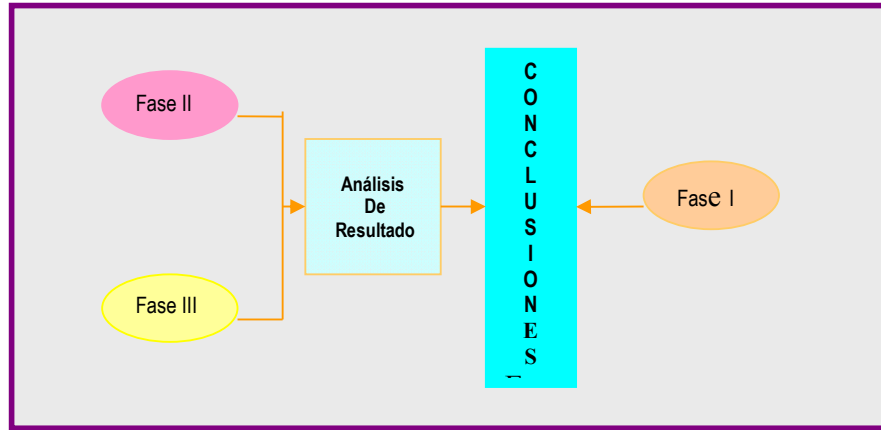 Fase II
Fase III
Análisis
De
Resultado
C
O
N
C
L
U
S
I
O
N
E
S
Fase I